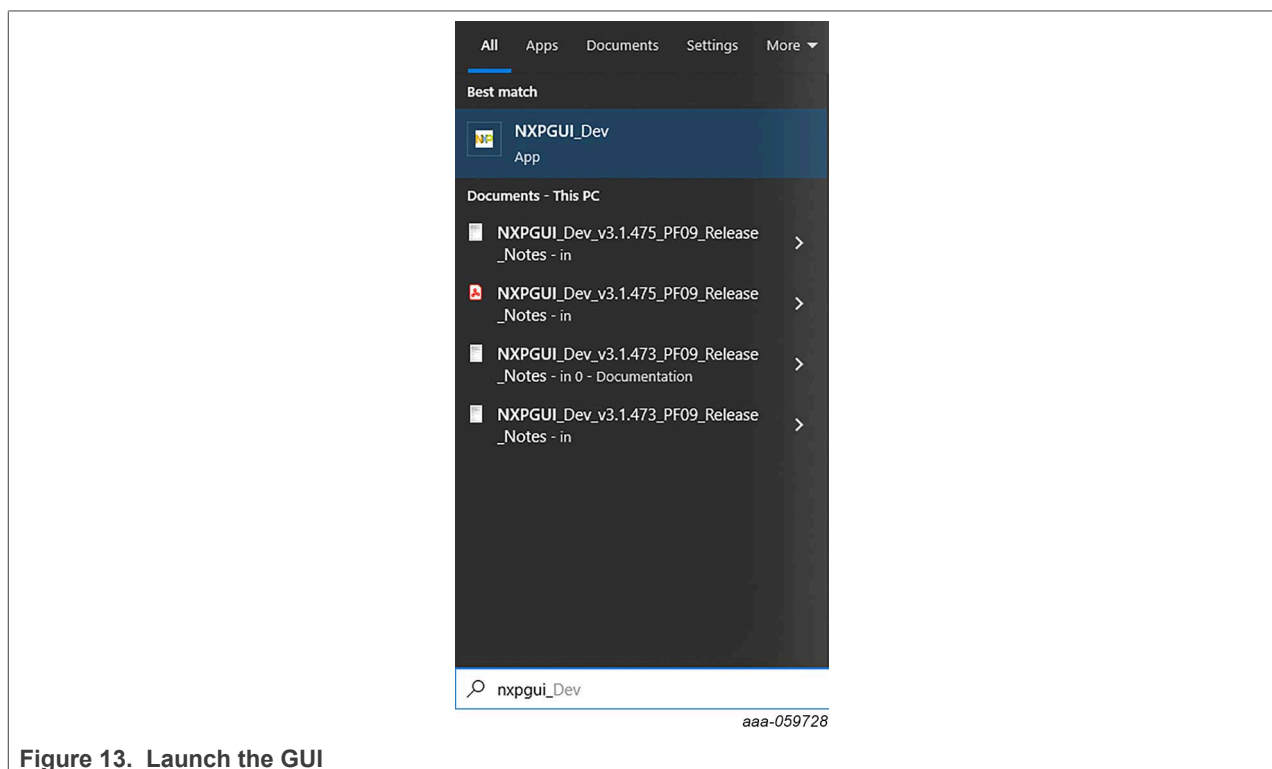 All Apps Documents Settings More
Best match
NXP
NXPGUI_Dev
App
Documents - This PC
NXPGUI_Dev_v3.1.475_PF09_Release
_Notes - in
NXPGUI_Dev_v3.1.475_PF09_Release
_Notes - in
NXPGUI_Dev_v3.1.473_PF09_Release
_Notes - in 0 - Documentation
NXPGUI_Dev_v3.1.473_PF09_Release
_Notes - in
nxpgui_Dev
aaa-059728
Figure 13. Launch the GUI